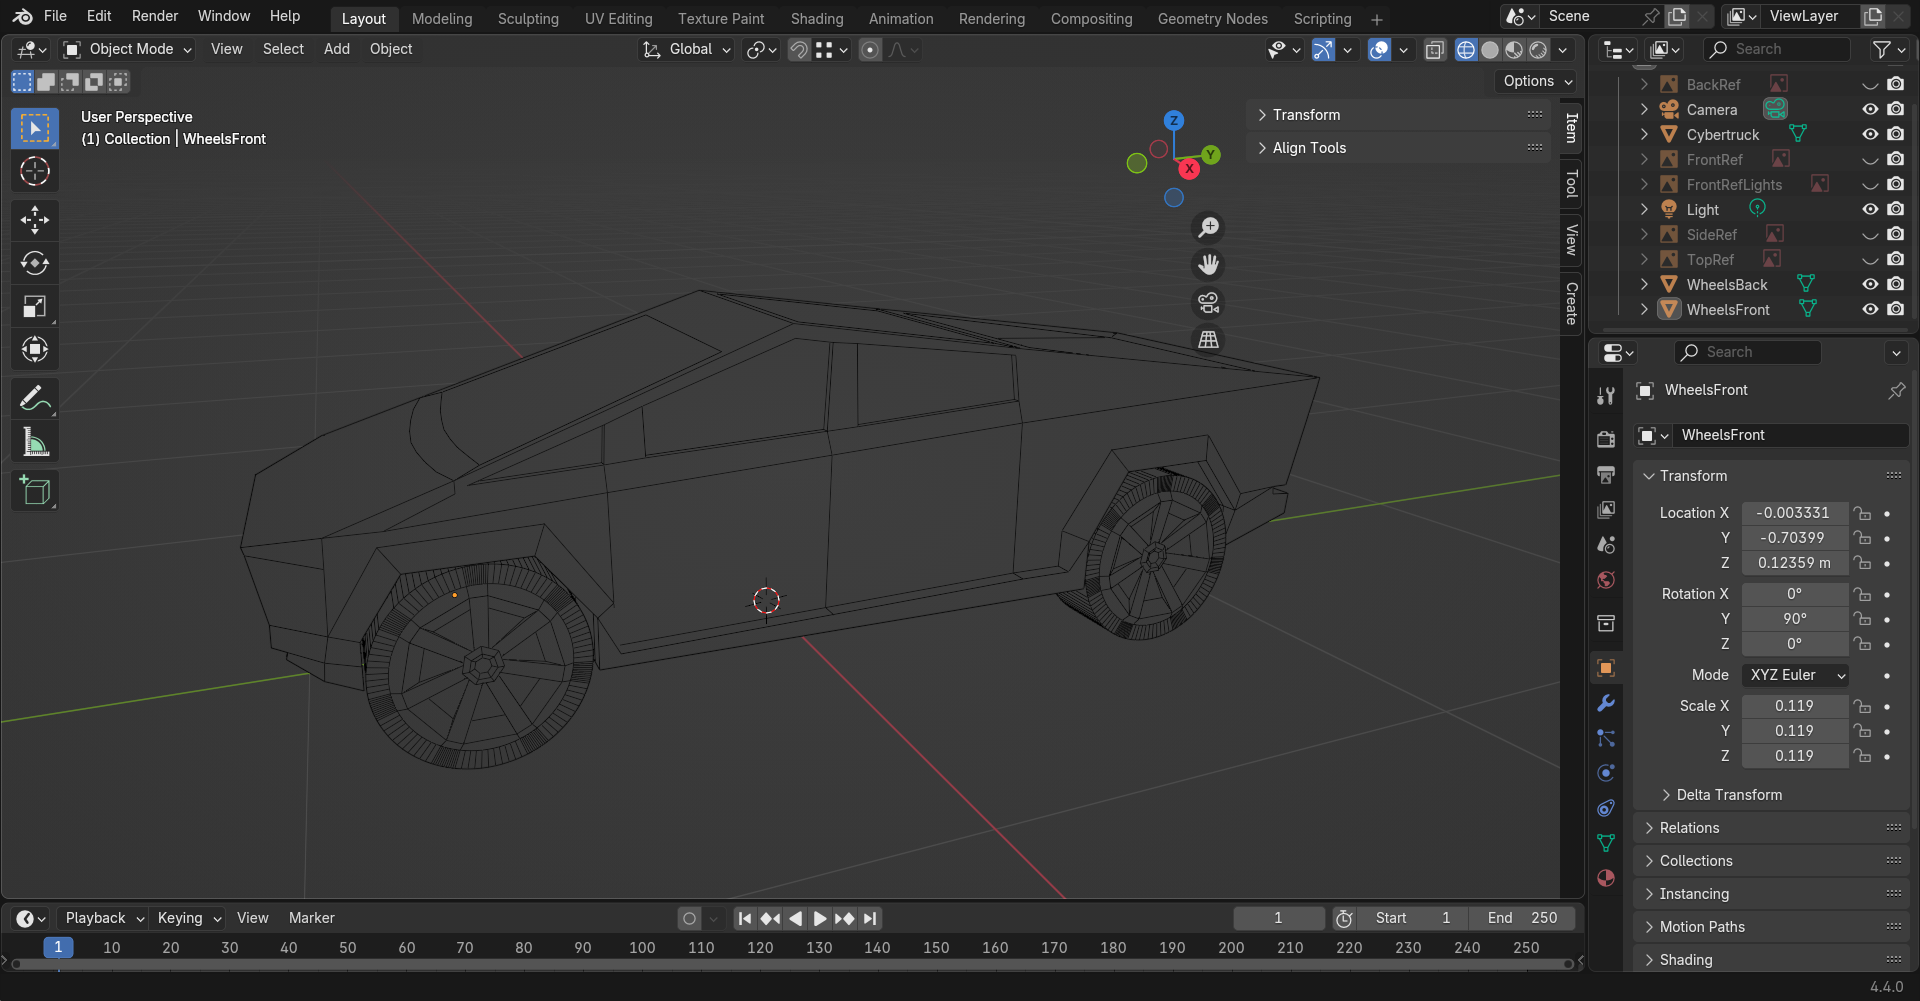 File Edit Render Window Help Layout Modeling Sculpting UV Editing Texture Paint Shading Animation Rendering Compositing Geometry Nodes Scripting + Scene ViewLayer
Object Mode View Select Add Object Global Search
Options
User Perspective
(1) Collection | WheelsFront
Z
Y
X
Transform
Align Tools
Item
Tool
View
Create
BackRef
Camera
Cybertruck
FrontRef
FrontRefLights
Light
SideRef
TopRef
WheelsBack
WheelsFront
Search
WheelsFront
WheelsFront
Transform
Location X -0.003331
Y -0.70399
Z 0.12359 m
Rotation X 0°
Y 90°
Z 0°
Mode XYZ Euler
Scale X 0.119
Y 0.119
Z 0.119
Delta Transform
Relations
Collections
Instancing
Motion Paths
Shading
Playback Keying View Marker 1 Start 1 End 250
1 10 20 30 40 50 60 70 80 90 100 110 120 130 140 150 160 170 180 190 200 210 220 230 240 250
4.4.0